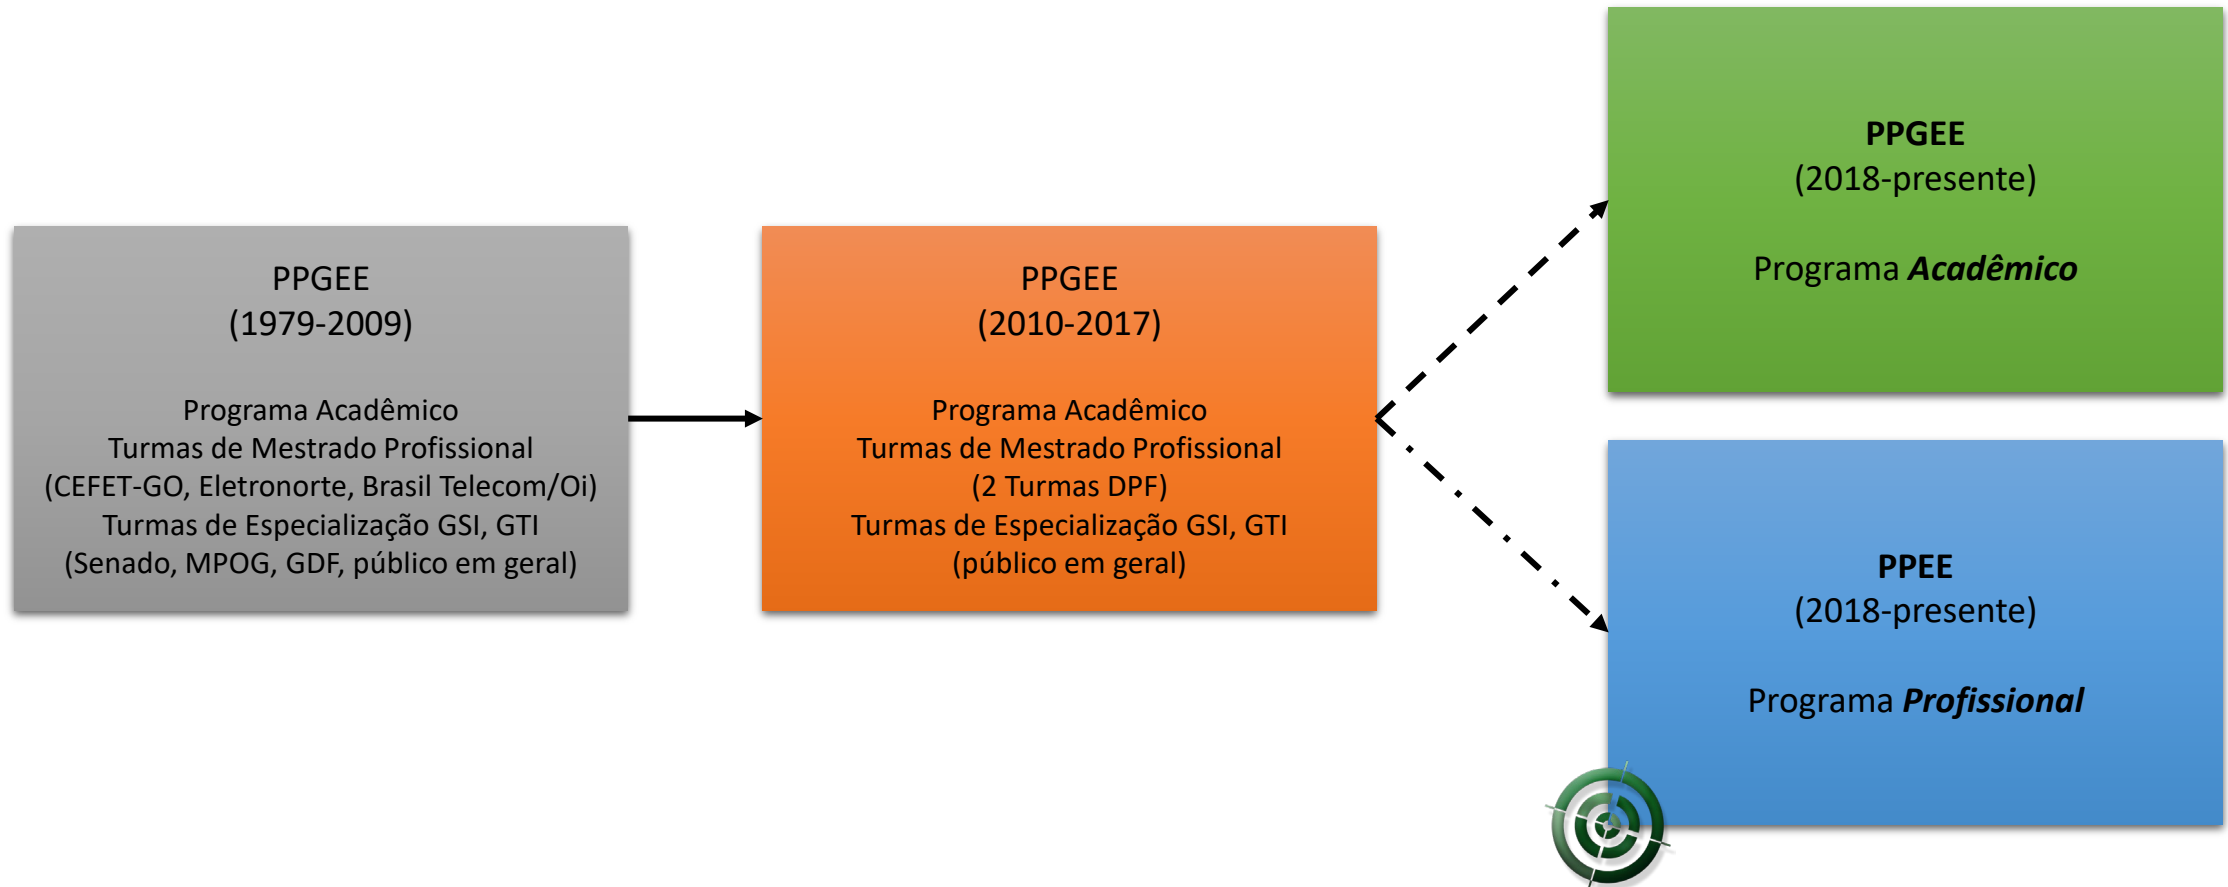 PPGEE
(1979-2009)
Programa Acadêmico
Turmas de Mestrado Profissional
(CEFET-GO, Eletronorte, Brasil Telecom/Oi)
Turmas de Especialização GSI, GTI
(Senado, MPOG, GDF, público em geral)
PPGEE
(2010-2017)
Programa Acadêmico
Turmas de Mestrado Profissional
(2 Turmas DPF)
Turmas de Especialização GSI, GTI
(público em geral)
PPGEE
(2018-presente)
Programa Acadêmico
PPEE
(2018-presente)
Programa Profissional